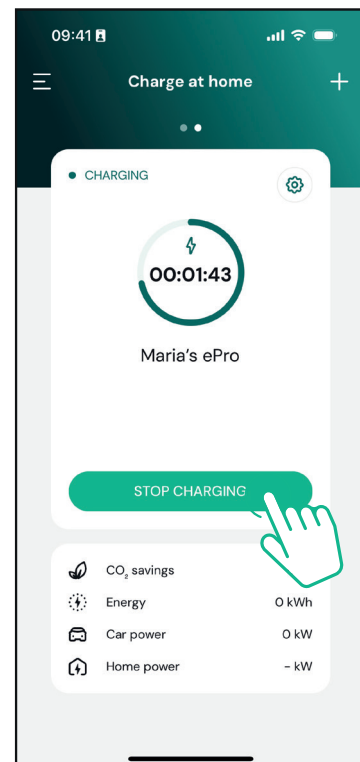 09:41
Charge at home
CHARGING
00:01:43
Maria's ePro
STOP CHARGING
CO₂ savings
Energy 0 kWh
Car power 0 kW
Home power – kW